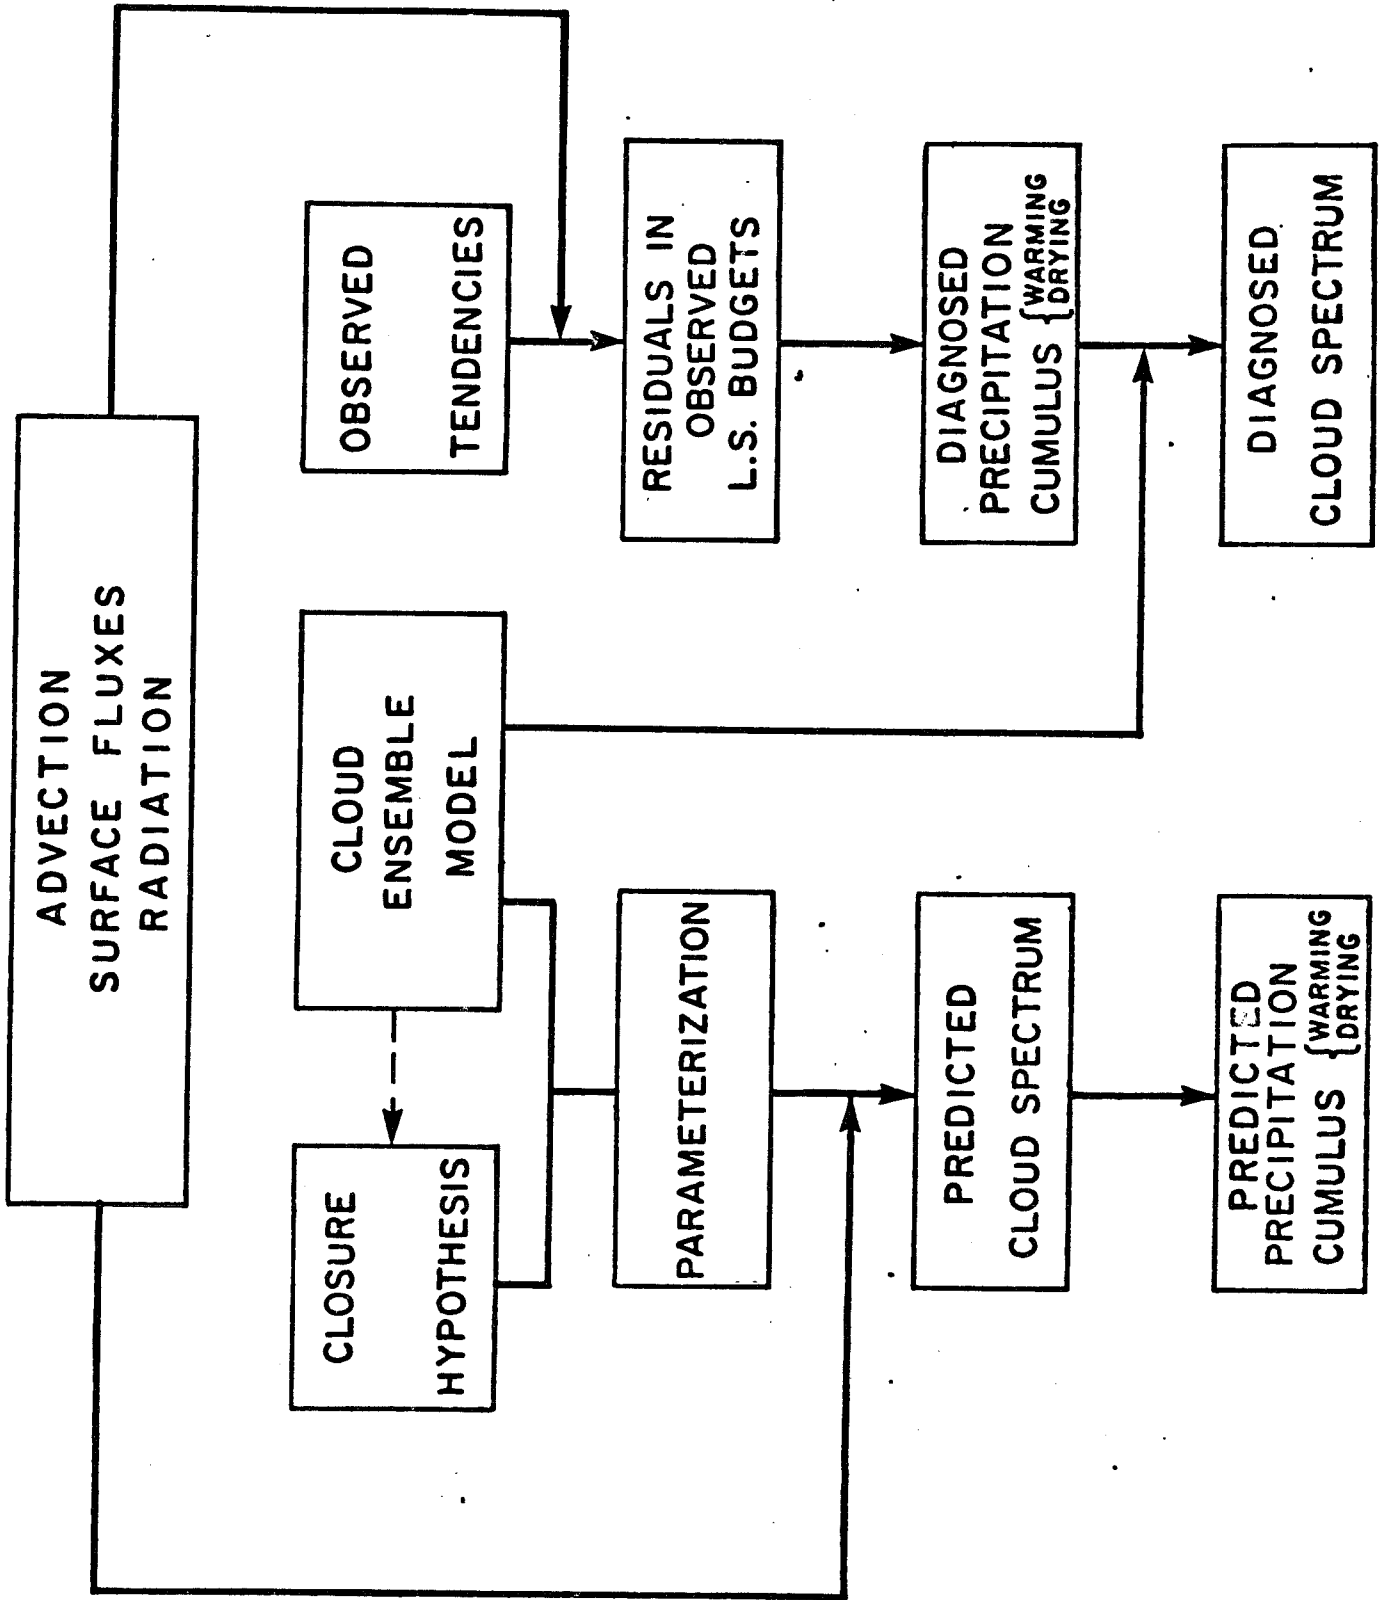 ADVECTION
SURFACE FLUXES
RADIATION
CLOSURE
HYPOTHESIS
CLOUD
ENSEMBLE
MODEL
OBSERVED
TENDENCIES
PARAMETERIZATION
RESIDUALS IN
OBSERVED
L.S. BUDGETS
PREDICTED
CLOUD SPECTRUM
DIAGNOSED
PRECIPITATION
CUMULUS {WARMING
DRYING
PREDICTED
PRECIPITATION
CUMULUS {WARMING
DRYING
DIAGNOSED
CLOUD SPECTRUM